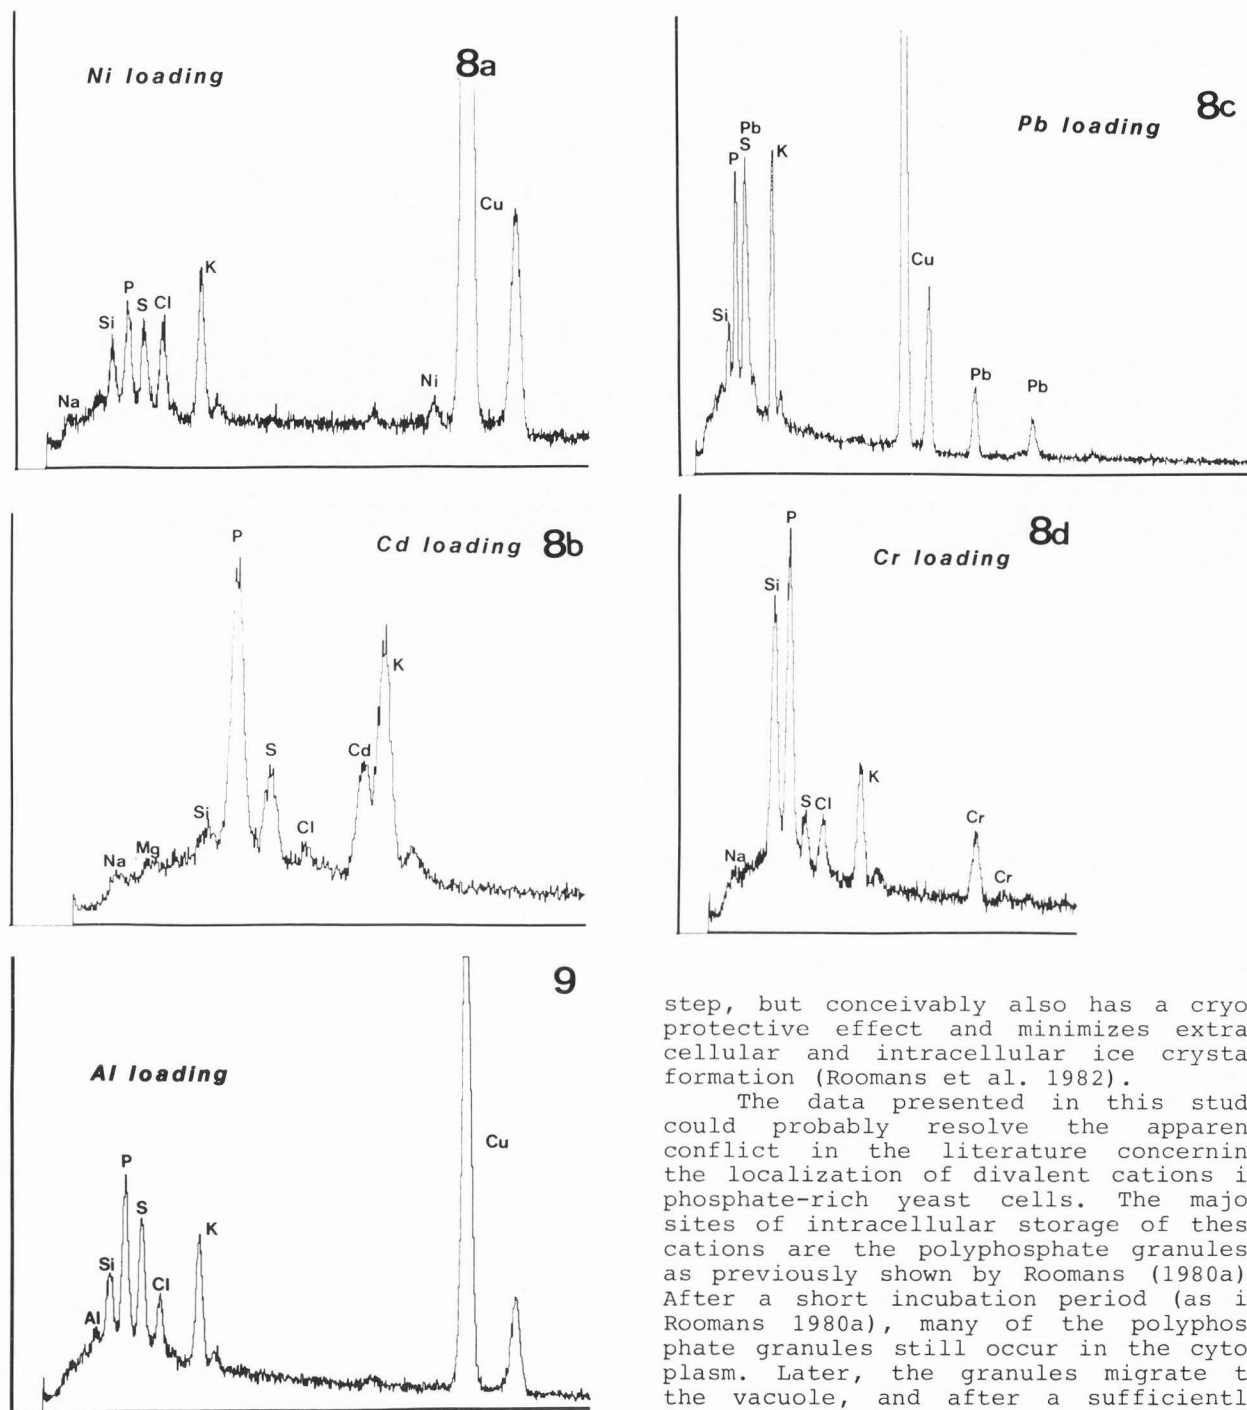 Ni loading
8a
Na
Si
P
S
Cl
K
Ni
Cu
Pb loading
8c
Si
P
Pb
S
K
Cu
Pb
Pb
Cd loading
8b
Na
Mg
Si
P
S
Cl
Cd
K
8d
Cr loading
Na
Si
P
S
Cl
K
Cr
Cr
9
Al loading
Al
Si
P
S
Cl
K
Cu
step, but conceivably also has a cryo
protective effect and minimizes extra
cellular and intracellular ice crysta
formation (Roomans et al. 1982).
The data presented in this stud
could probably resolve the apparen
conflict in the literature concernin
the localization of divalent cations i
phosphate-rich yeast cells. The majo
sites of intracellular storage of thes
cations are the polyphosphate granules
as previously shown by Roomans (1980a)
After a short incubation period (as i
Roomans 1980a), many of the polyphos
phate granules still occur in the cyto
plasm. Later, the granules migrate t
the vacuole, and after a sufficientl